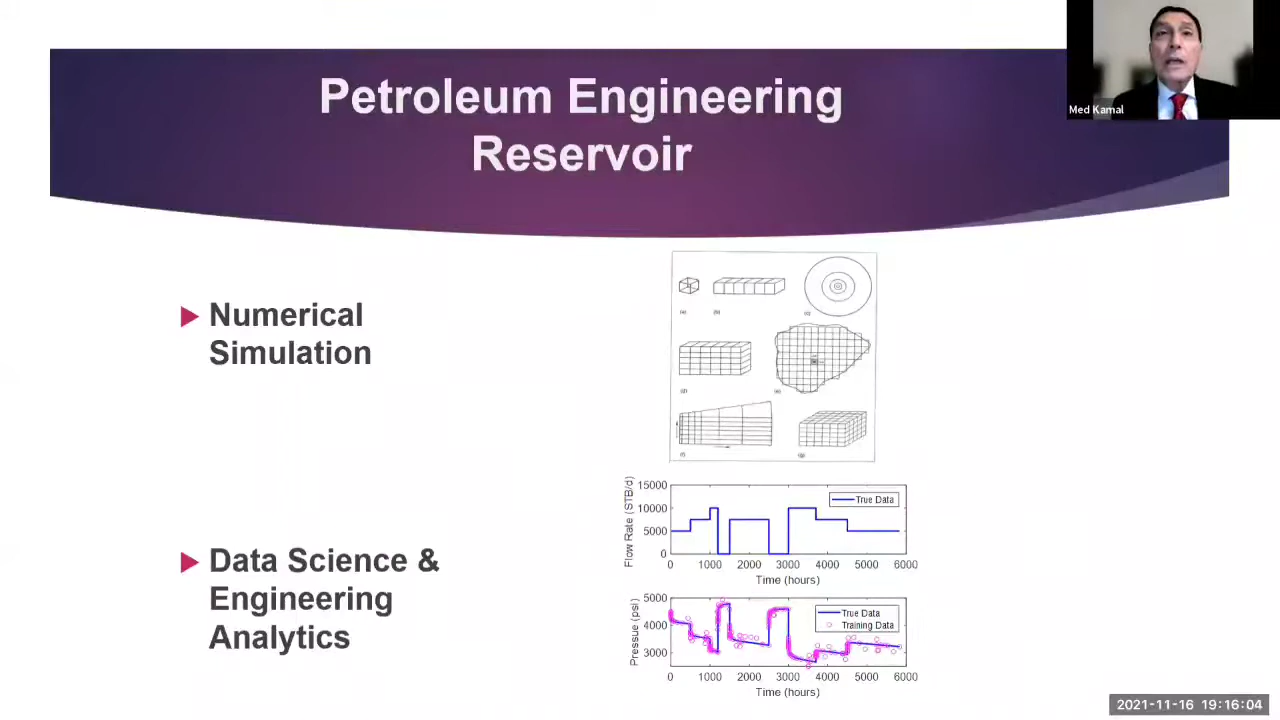 Petroleum Engineering
Reservoir
Med Kamal
Numerical
Simulation
(a) (b) (c)
(d) (e)
(f) (g)
Data Science &
Engineering
Analytics
Flow Rate (STB/d)
15000
10000
5000
0
True Data
0 1000 2000 3000 4000 5000 6000
Time (hours)
Pressue (psi)
5000
4000
3000
True Data
Training Data
0 1000 2000 3000 4000 5000 6000
Time (hours)
2021-11-16 19:16:04